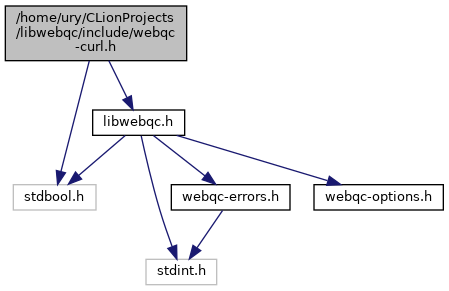 /home/ury/CLionProjects
/libwebqc/include/webqc
-curl.h
libwebqc.h
stdbool.h
webqc-errors.h
webqc-options.h
stdint.h